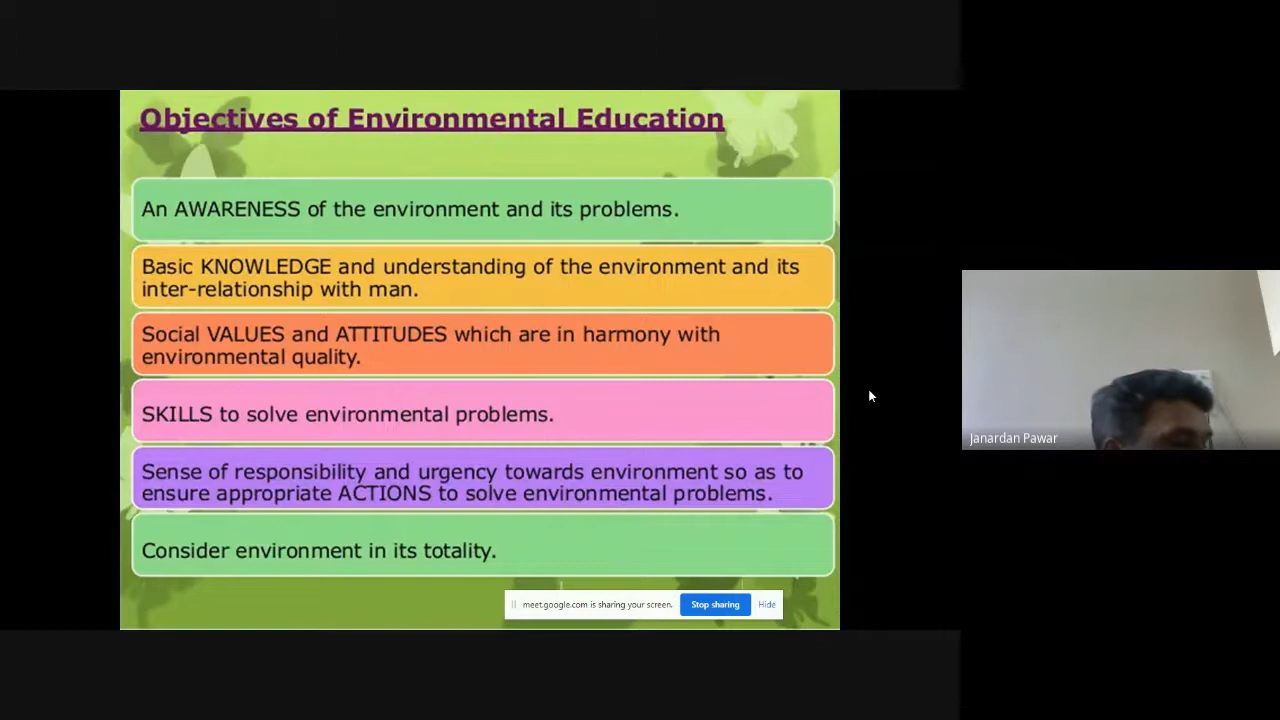 Objectives of Environmental Education
An AWARENESS of the environment and its problems.
Basic KNOWLEDGE and understanding of the environment and its
inter-relationship with man.
Social VALUES and ATTITUDES which are in harmony with
environmental quality.
SKILLS to solve environmental problems.
Sense of responsibility and urgency towards environment so as to
ensure appropriate ACTIONS to solve environmental problems.
Consider environment in its totality.
meet.google.com is sharing your screen. Stop sharing Hide
Janardan Pawar